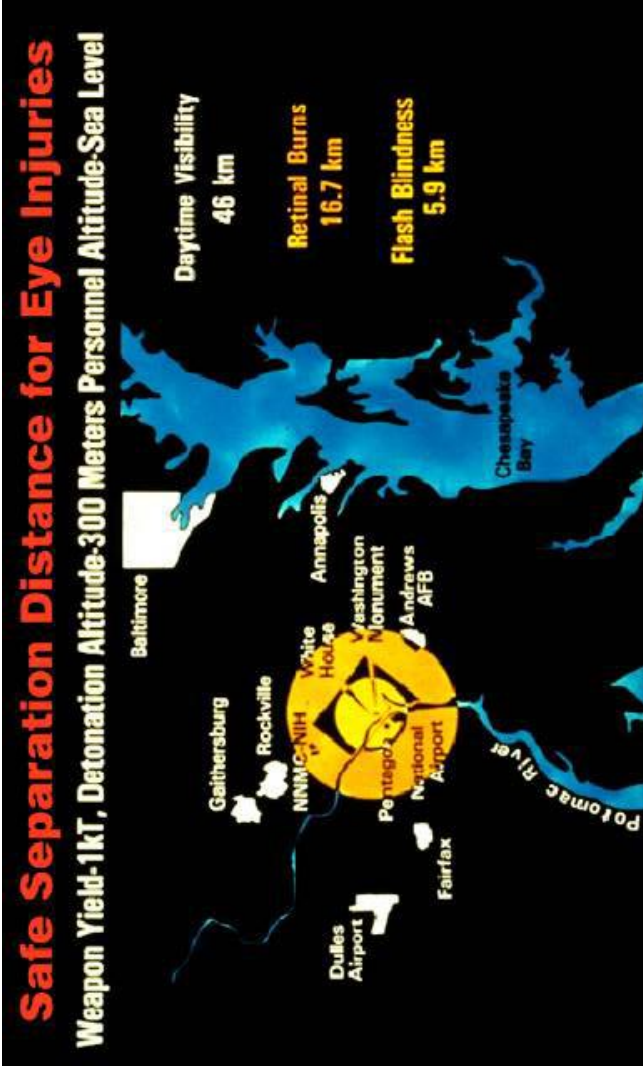 Safe Separation Distance for Eye Injuries
Weapon Yield-1kT, Detonation Altitude-300 Meters Personnel Altitude-Sea Level
Daytime Visibility
46 km
Retinal Burns
16.7 km
Flash Blindness
5.9 km
Baltimore
Gaithersburg
Rockville
NNMC-NIH
White
House
Annapolis
Washington
Monument
Andrews
AFB
Pentagon
National
Airport
Dulles
Airport
Fairfax
Potomac River
Chesapeake
Bay